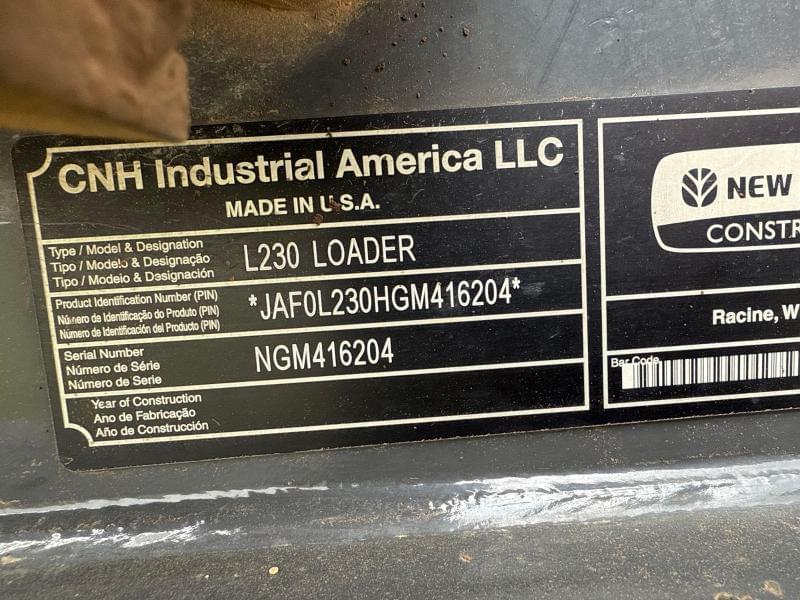 CNH Industrial America LLC
MADE IN U.S.A.
Type / Model & Designation
Tipo / Modelo & Designação
Tipo / Modelo & Designación
L230 LOADER
Product Identification Number (PIN)
Número de Identificação do Produto (PIN)
Número de Identificación del Producto (PIN)
*JAF0L230HGM416204*
Serial Number
Número de Série
Número de Serie
NGM416204
Year of Construction
Ano de Fabricação
Año de Construcción
NEW
CONSTR
Racine, W
Bar Code